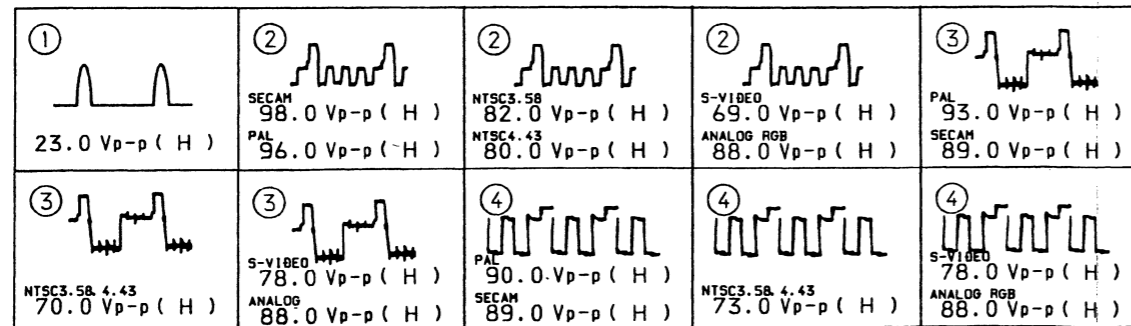 ①
23.0 Vp-p ( H )
②
SECAM
98.0 Vp-p ( H )
PAL
96.0 Vp-p ( H )
②
NTSC3.58
82.0 Vp-p ( H )
NTSC4.43
80.0 Vp-p ( H )
②
S-VIDEO
69.0 Vp-p ( H )
ANALOG RGB
88.0 Vp-p ( H )
③
PAL
93.0 Vp-p ( H )
SECAM
89.0 Vp-p ( H )
③
NTSC3.58. 4.43
70.0 Vp-p ( H )
③
S-VIDEO
78.0 Vp-p ( H )
ANALOG
88.0 Vp-p ( H )
④
PAL
90.0 Vp-p ( H )
SECAM
89.0 Vp-p ( H )
④
NTSC3.58. 4.43
73.0 Vp-p ( H )
④
S-VIDEO
78.0 Vp-p ( H )
ANALOG RGB
88.0 Vp-p ( H )